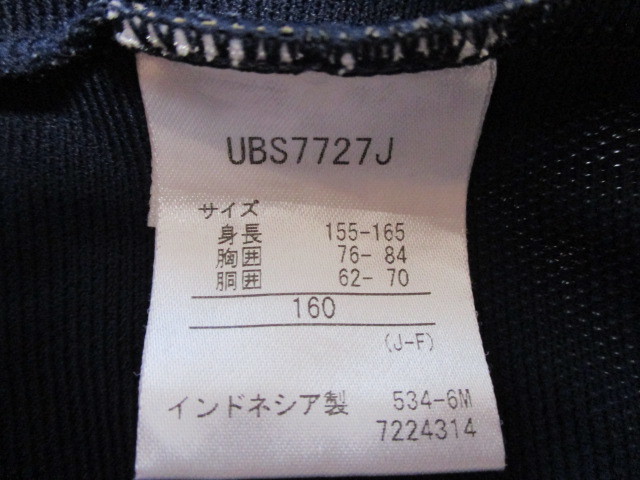 UBS7727J
サイズ
身長 155-165
胸囲 76- 84
胴囲 62- 70
160
(J-F)
インドネシア製 534-6M
7224314